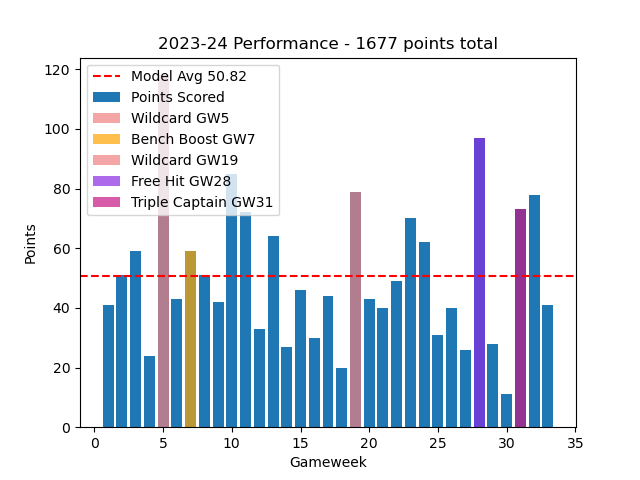 2023-24 Performance - 1677 points total
Model Avg 50.82
Points Scored
Wildcard GW5
Bench Boost GW7
Wildcard GW19
Free Hit GW28
Triple Captain GW31
120
100
80
60
40
20
0
Points
0 5 10 15 20 25 30 35
Gameweek